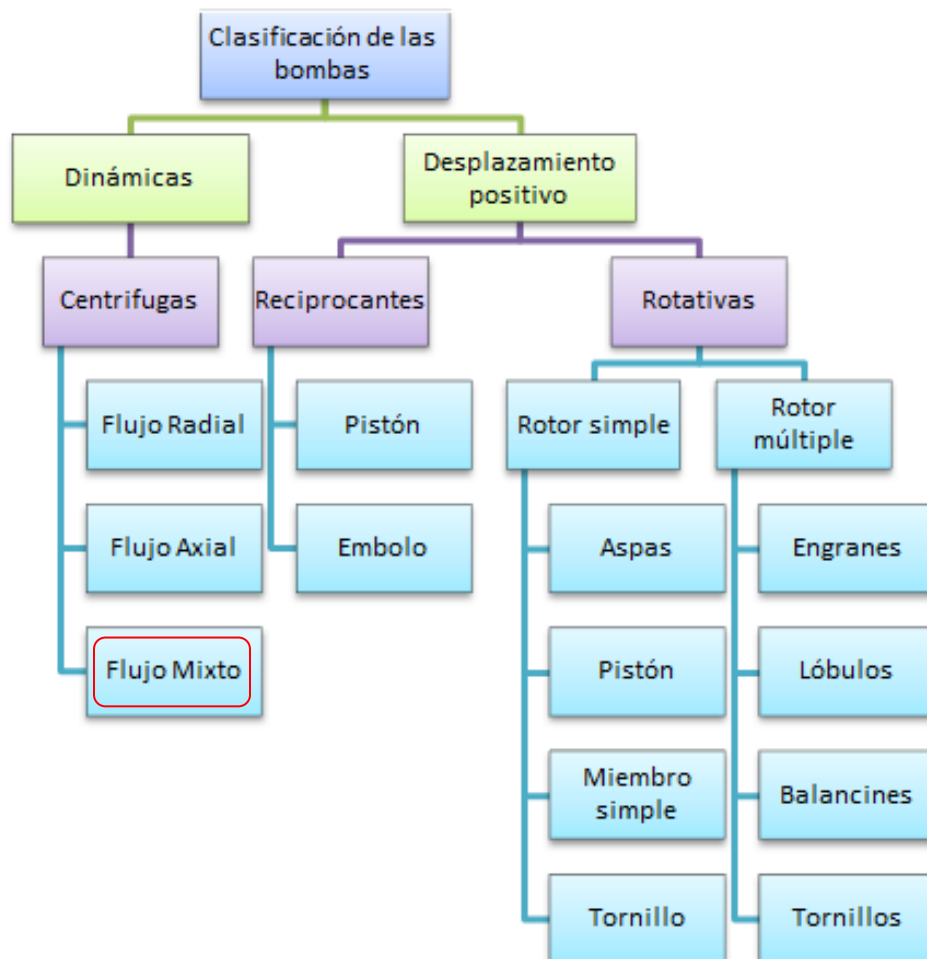 Clasificación de las
bombas
Dinámicas
Desplazamiento
positivo
Centrifugas
Reciprocantes
Rotativas
Flujo Radial
Pistón
Rotor simple
Rotor
múltiple
Flujo Axial
Embolo
Aspas
Engranes
Flujo Mixto
Pistón
Lóbulos
Miembro
simple
Balancines
Tornillo
Tornillos